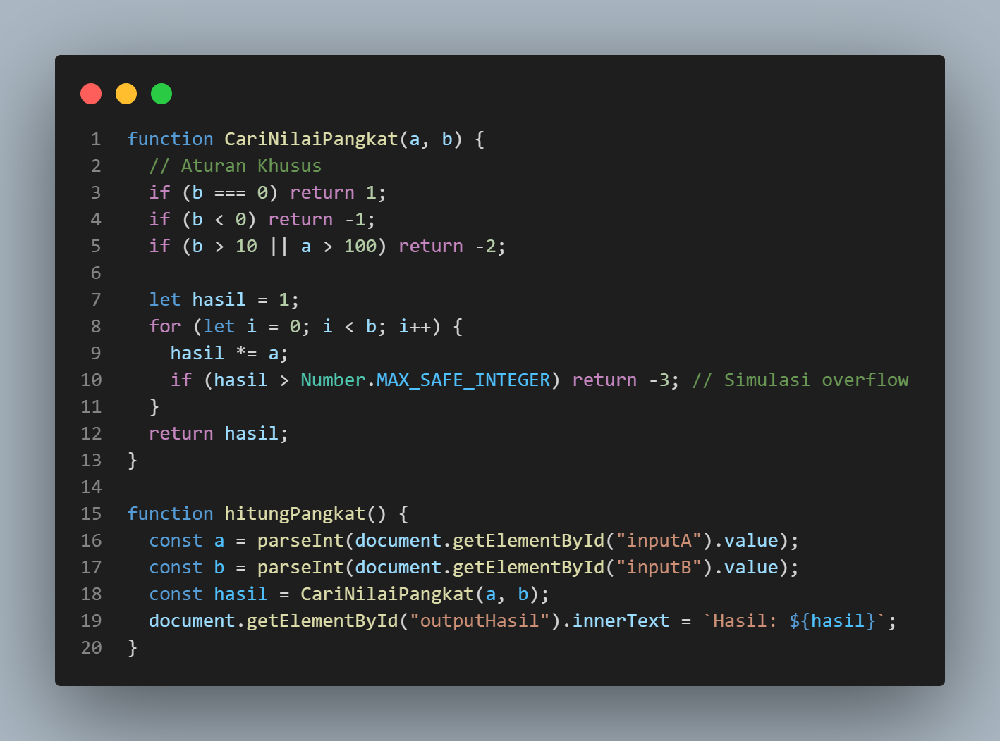 1 function CariNilaiPangkat(a, b) {
2   // Aturan Khusus
3   if (b === 0) return 1;
4   if (b < 0) return -1;
5   if (b > 10 || a > 100) return -2;
6
7   let hasil = 1;
8   for (let i = 0; i < b; i++) {
9     hasil *= a;
10     if (hasil > Number.MAX_SAFE_INTEGER) return -3; // Simulasi overflow
11   }
12   return hasil;
13 }
14
15 function hitungPangkat() {
16   const a = parseInt(document.getElementById("inputA").value);
17   const b = parseInt(document.getElementById("inputB").value);
18   const hasil = CariNilaiPangkat(a, b);
19   document.getElementById("outputHasil").innerText = `Hasil: ${hasil}`;
20 }